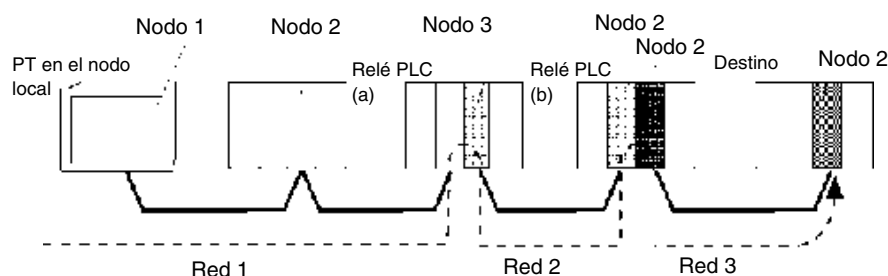 Nodo 1
Nodo 2
Nodo 3
Nodo 2
Nodo 2
Nodo 2
PT en el nodo
local
Relé PLC
(a)
Relé PLC
(b)
Destino
Red 1
Red 2
Red 3